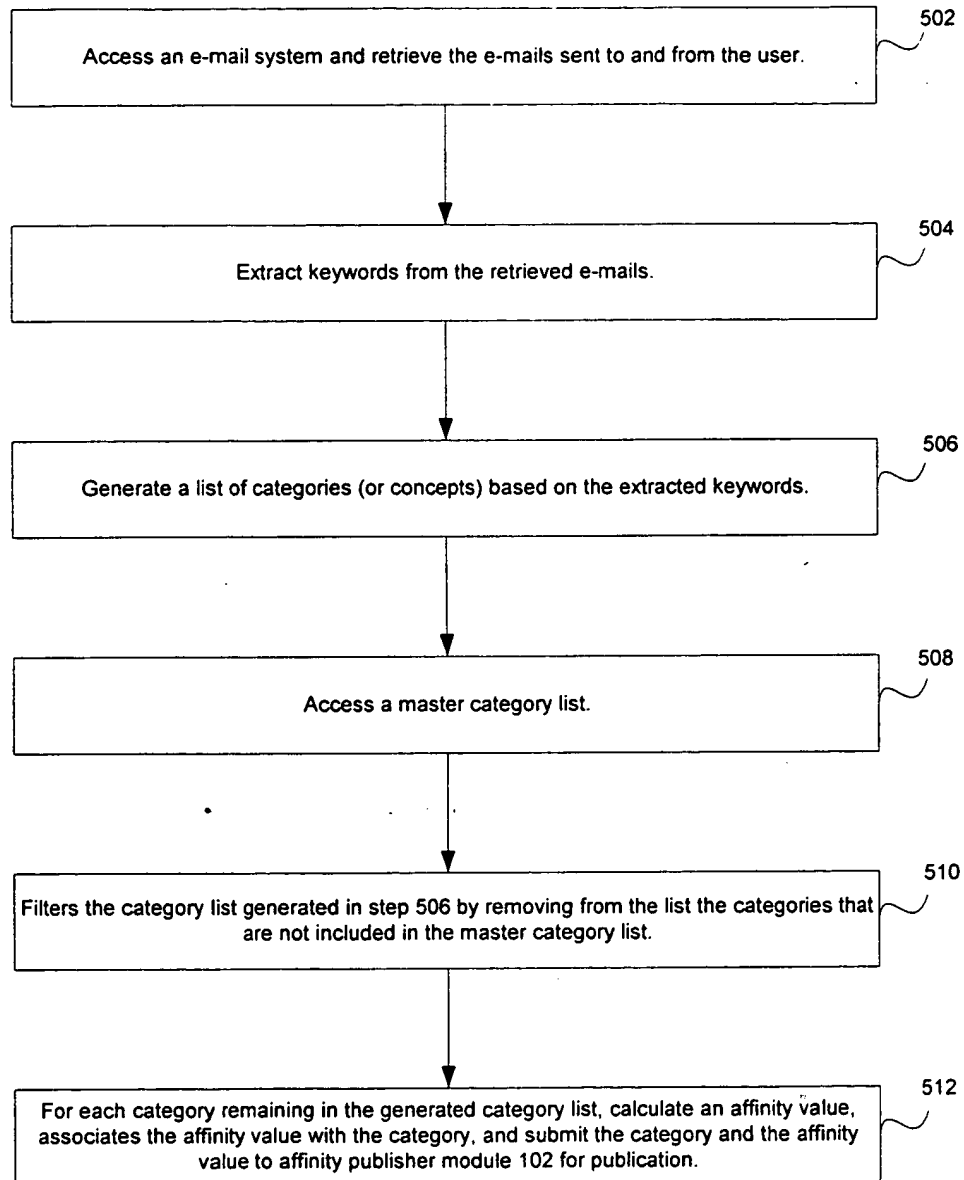 502
Access an e-mail system and retrieve the e-mails sent to and from the user.
504
Extract keywords from the retrieved e-mails.
506
Generate a list of categories (or concepts) based on the extracted keywords.
508
Access a master category list.
510
Filters the category list generated in step 506 by removing from the list the categories that
are not included in the master category list.
512
For each category remaining in the generated category list, calculate an affinity value,
associates the affinity value with the category, and submit the category and the affinity
value to affinity publisher module 102 for publication.